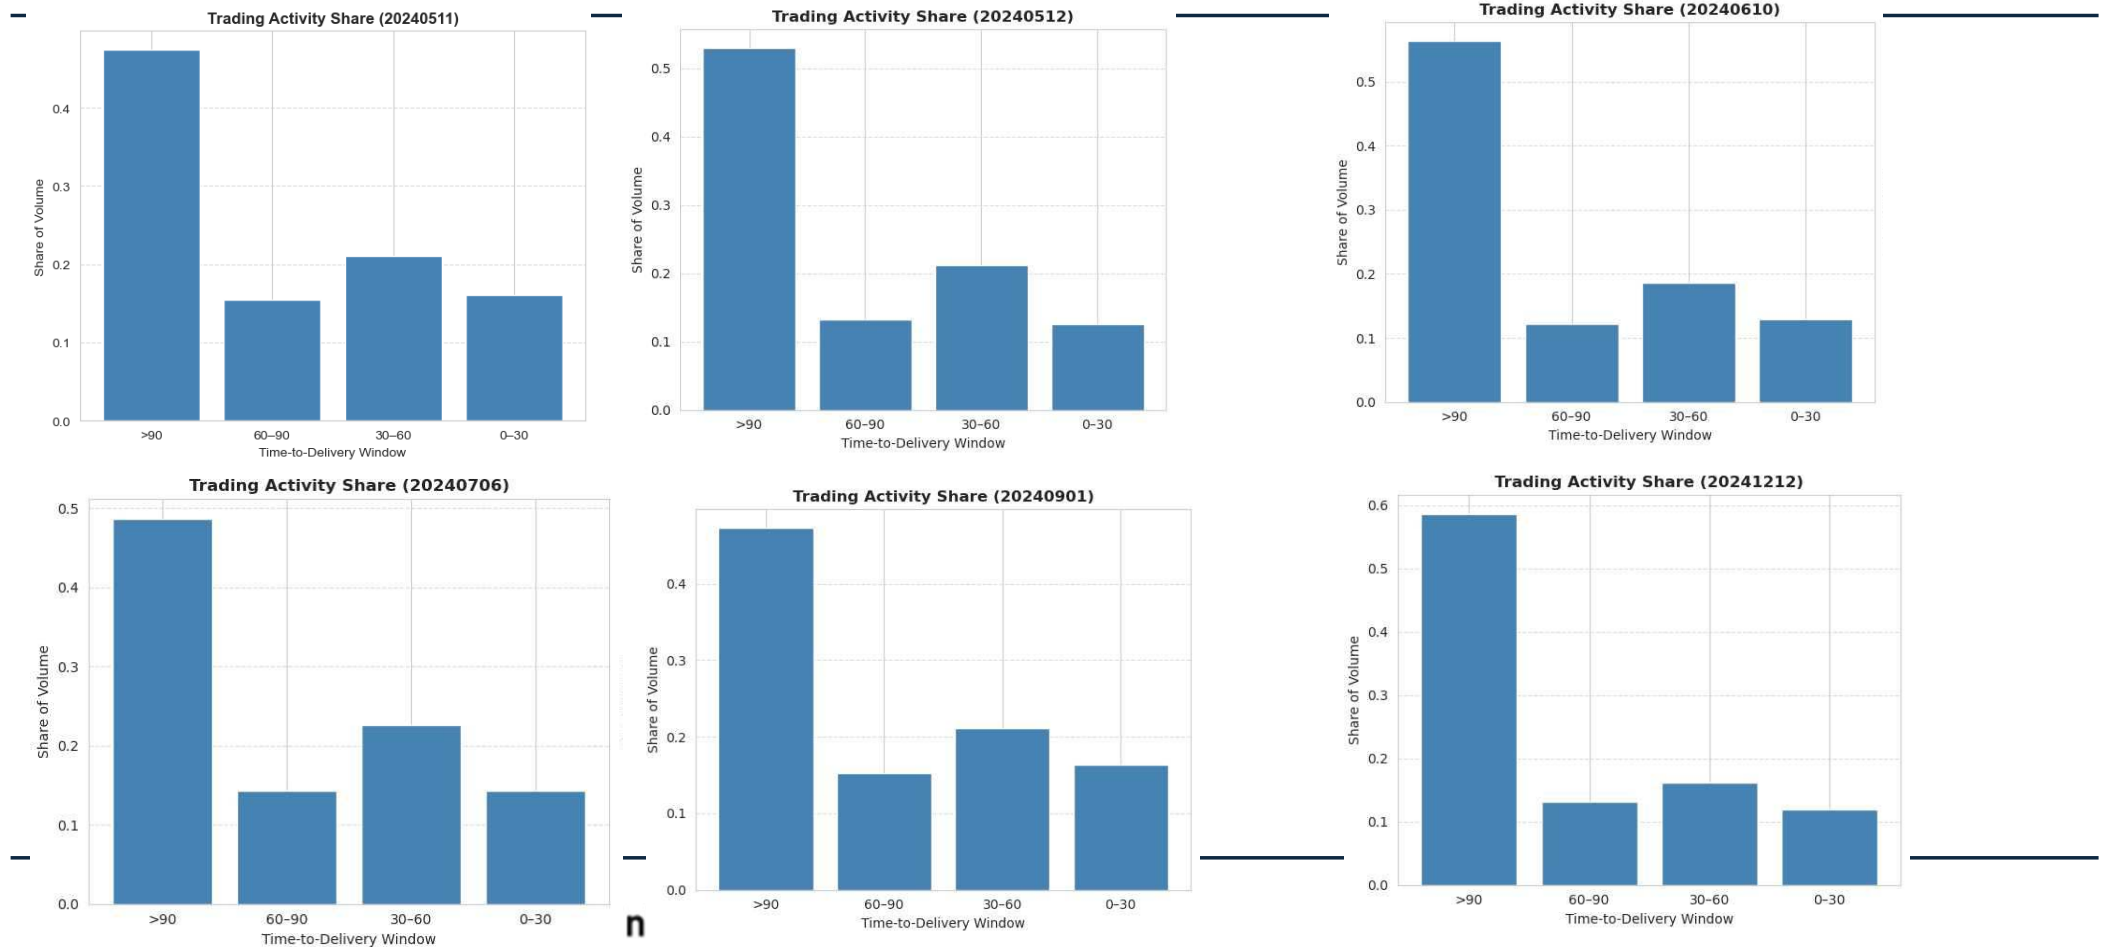 Trading Activity Share (20240511)
0.4
0.3
0.2
0.1
0.0
Share of Volume
>90 60–90 30–60 0–30
Time-to-Delivery Window
Trading Activity Share (20240512)
0.5
0.4
0.3
0.2
0.1
0.0
Share of Volume
>90 60–90 30–60 0–30
Time-to-Delivery Window
Trading Activity Share (20240610)
0.5
0.4
0.3
0.2
0.1
0.0
Share of Volume
>90 60–90 30–60 0–30
Time-to-Delivery Window
Trading Activity Share (20240706)
0.5
0.4
0.3
0.2
0.1
0.0
Share of Volume
>90 60–90 30–60 0–30
Time-to-Delivery Window
n
Trading Activity Share (20240901)
0.4
0.3
0.2
0.1
0.0
Share of Volume
>90 60–90 30–60 0–30
Time-to-Delivery Window
Trading Activity Share (20241212)
0.6
0.5
0.4
0.3
0.2
0.1
0.0
Share of Volume
>90 60–90 30–60 0–30
Time-to-Delivery Window